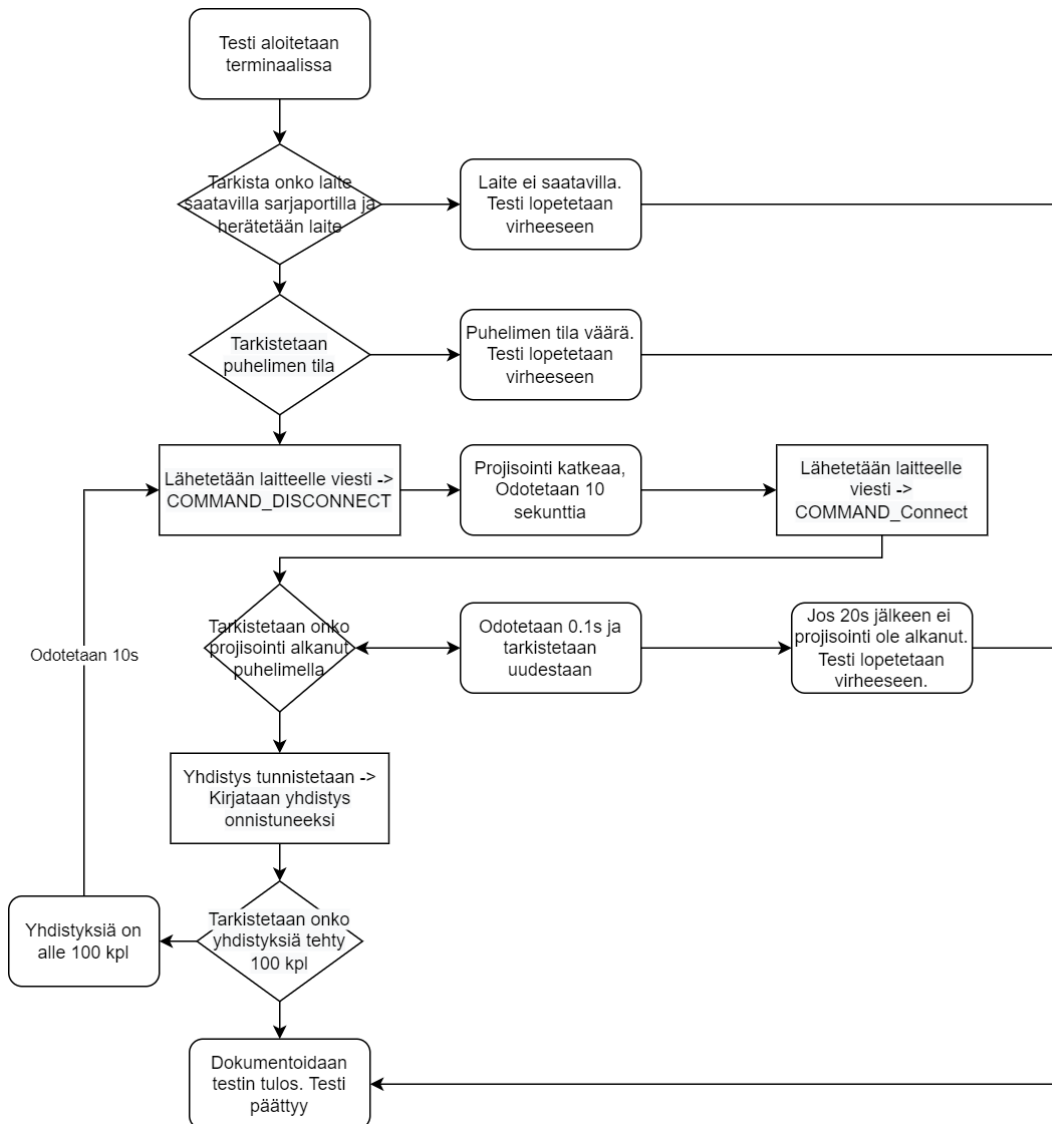 Testi aloitetaan
terminaalissa
Tarkista onko laite
saatavilla sarjaportilla ja
herätetään laite
Laite ei saatavilla.
Testi lopetetaan
virheeseen
Tarkistetaan
puhelimen tila
Puhelimen tila väärä.
Testi lopetetaan
virheeseen
Lähetetään laitteelle viesti ->
COMMAND_DISCONNECT
Projisointi katkeaa,
Odotetaan 10
sekunttia
Lähetetään laitteelle
viesti ->
COMMAND_Connect
Tarkistetaan onko
projisointi alkanut
puhelimella
Odotetaan 0.1s ja
tarkistetaan
uudestaan
Jos 20s jälkeen ei
projisointi ole alkanut.
Testi lopetetaan
virheeseen.
Odotetaan 10s
Yhdistys tunnistetaan ->
Kirjataan yhdistys
onnistuneeksi
Tarkistetaan onko
yhdistyksiä tehty
100 kpl
Yhdistyksiä on
alle 100 kpl
Dokumentoidaan
testin tulos. Testi
päättyy